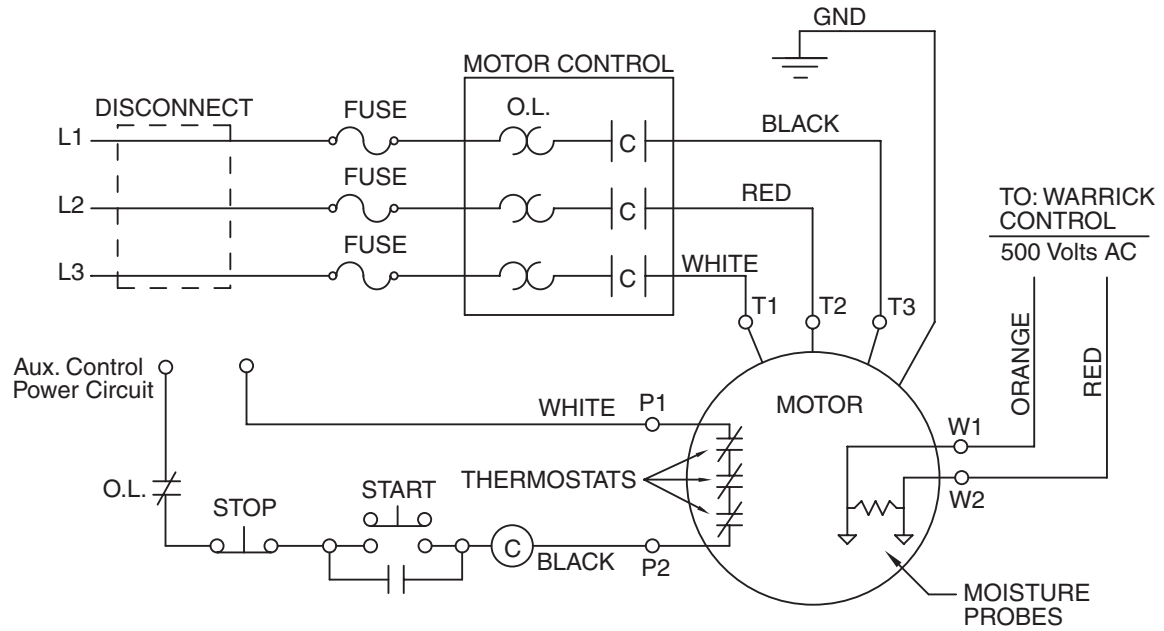 GND
MOTOR CONTROL
DISCONNECT
FUSE
O.L.
BLACK
L1
C
FUSE
RED
L2
C
TO: WARRICK
CONTROL
500 Volts AC
FUSE
WHITE
L3
C
T1
T2
T3
ORANGE
RED
Aux. Control
Power Circuit
WHITE
P1
MOTOR
W1
O.L.
THERMOSTATS
W2
STOP
START
C
BLACK
P2
MOISTURE
PROBES